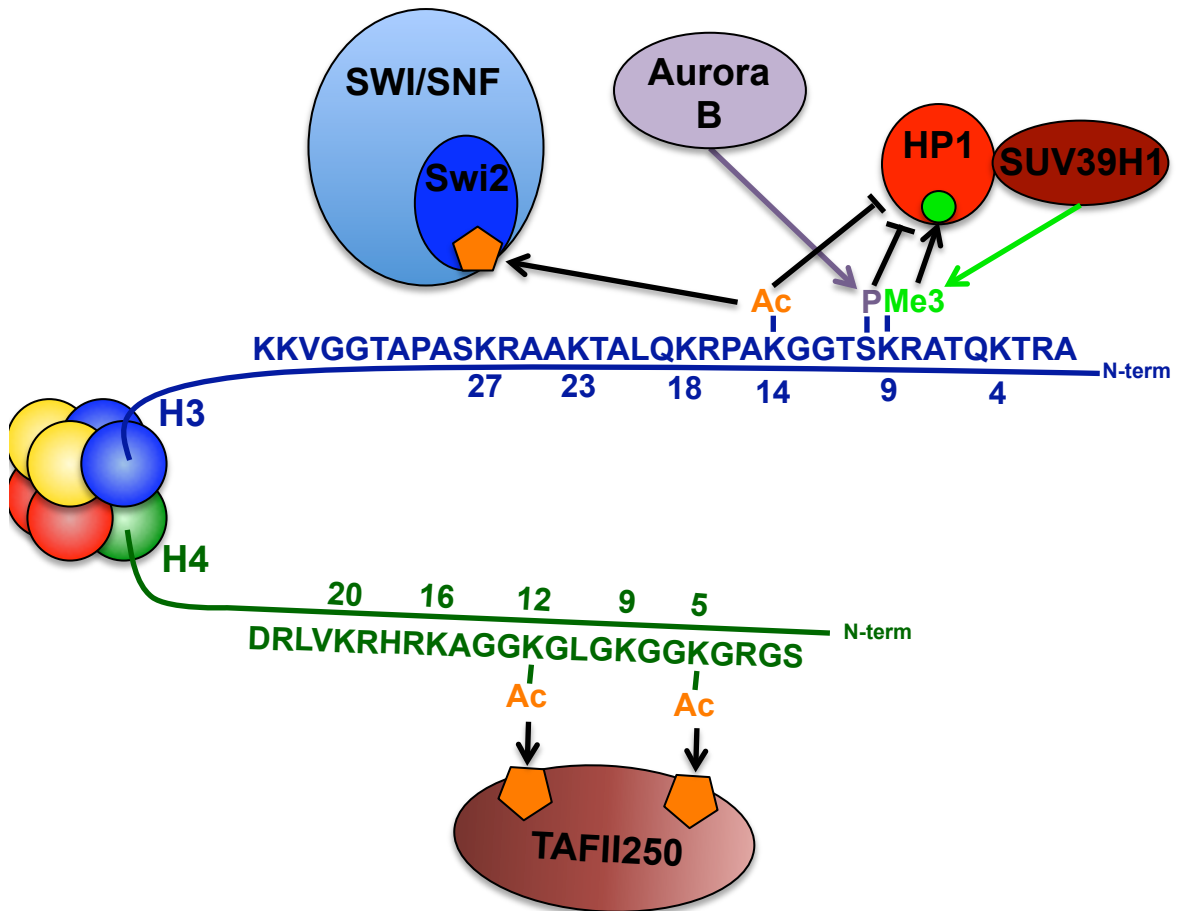 SWI/SNF
Swi2
Aurora
B
HP1
SUV39H1
Ac
P
Me3
KKVGGTAPASKRAAKTALQKRPAKGGTSKRATQKTRA
N-term
27 23 18 14 9 4
H3
H4
20 16 12 9 5
N-term
DRLVKRHRKAGGKGLGKGGKGRGS
Ac
Ac
TAFII250